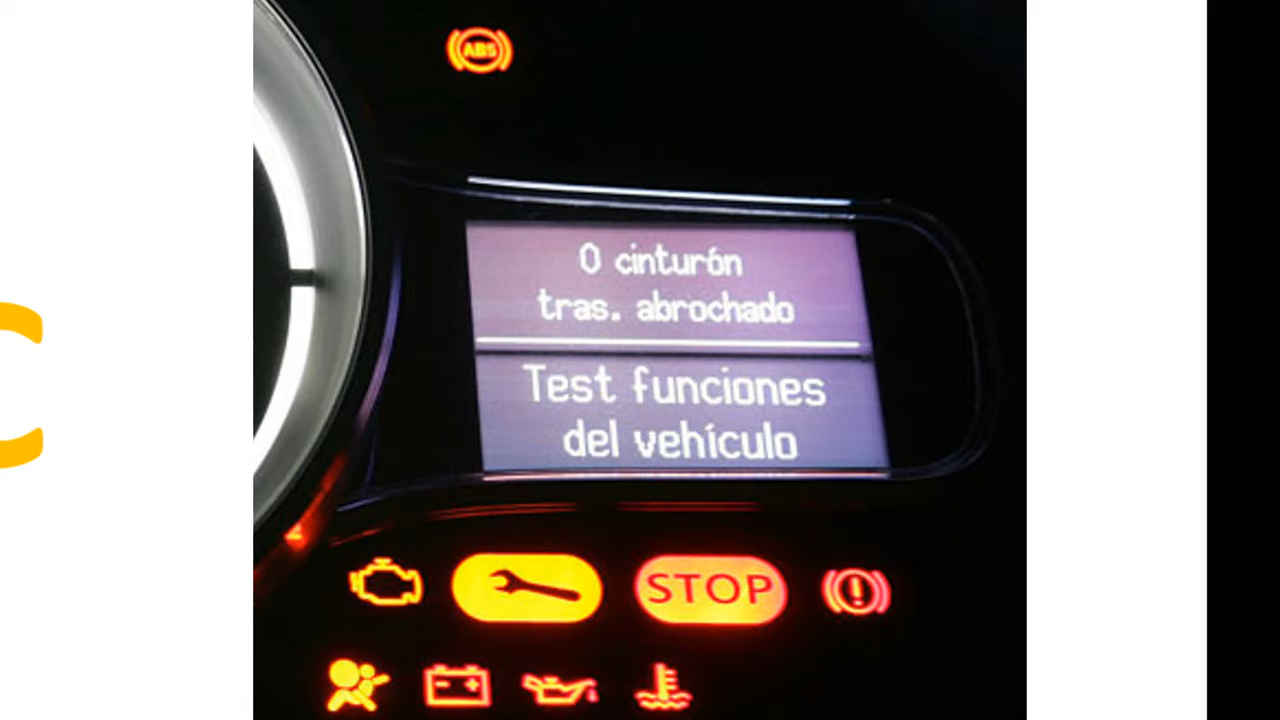 ABS
0 cinturón
tras. abrochado
Test funciones
del vehículo
STOP